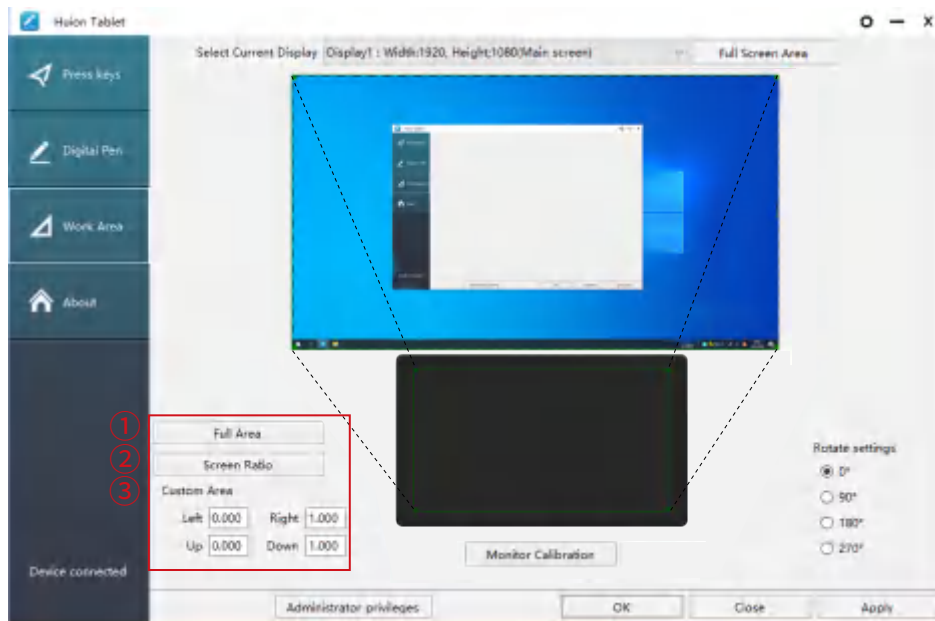 Huion Tablet
Select Current Display Display1 : Width:1920, Height:1080(Main screen)
Full Screen Area
Press keys
Digital Pen
Work Area
About
① Full Area
② Screen Ratio
③ Custom Area
Left 0.000 Right 1.000
Up 0.000 Down 1.000
Rotate settings
0°
90°
180°
270°
Monitor Calibration
Device connected
Administrator privileges
OK
Close
Apply